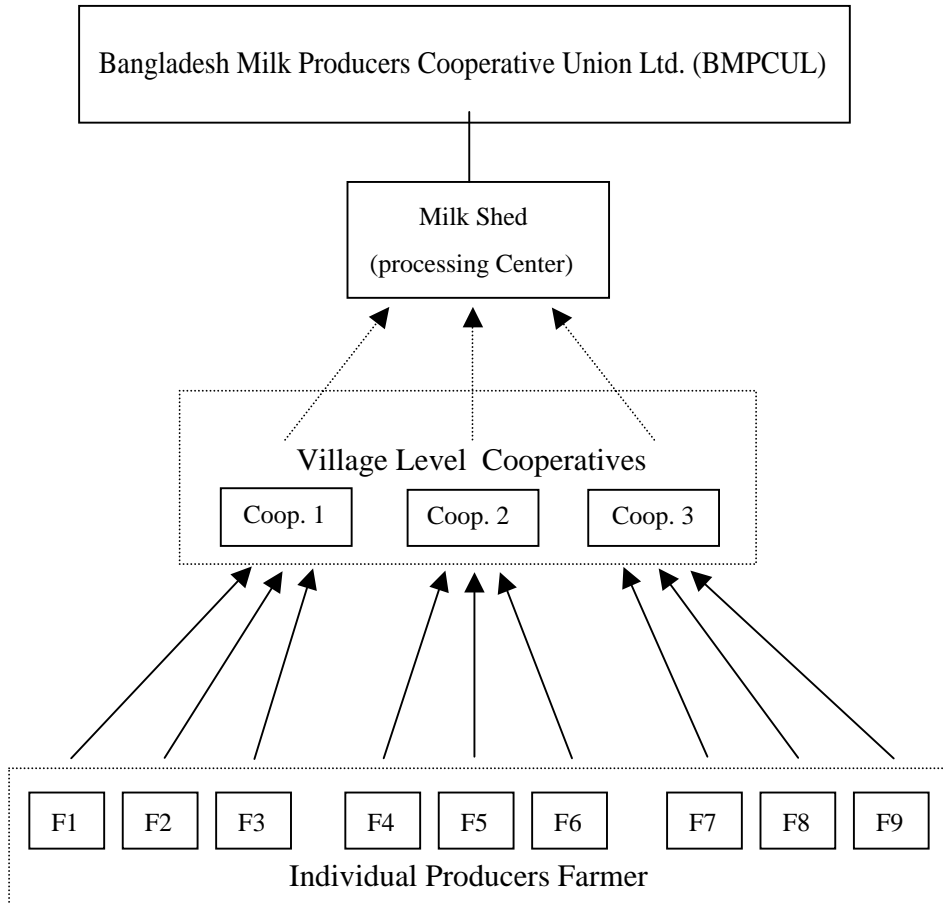 Bangladesh Milk Producers Cooperative Union Ltd. (BMPCUL)
Milk Shed
(processing Center)
Village Level Cooperatives
Coop. 1
Coop. 2
Coop. 3
F1
F2
F3
F4
F5
F6
F7
F8
F9
Individual Producers Farmer